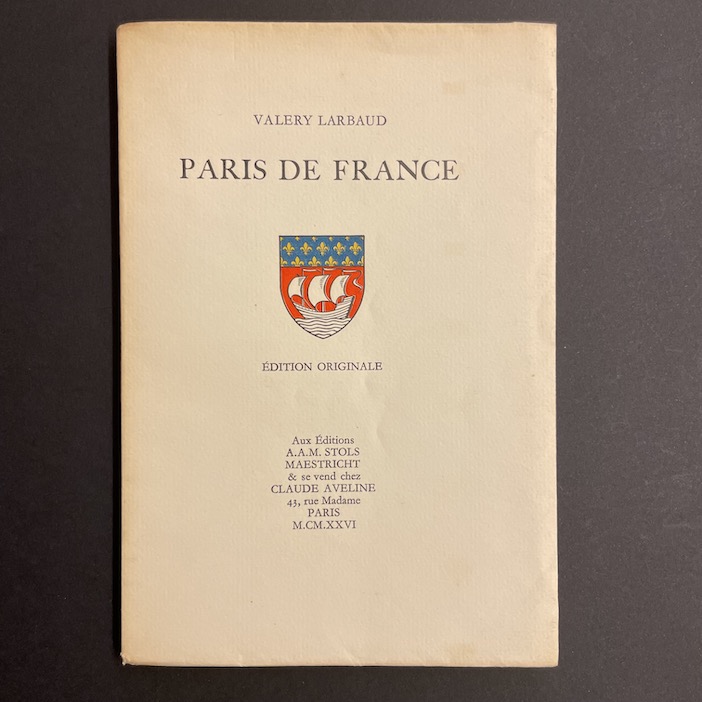 VALERY LARBAUD
PARIS DE FRANCE
ÉDITION ORIGINALE
Aux Éditions
A.A.M. STOLS
MAESTRICHT
& se vend chez
CLAUDE AVELINE
43, rue Madame
PARIS
M.CM.XXVI